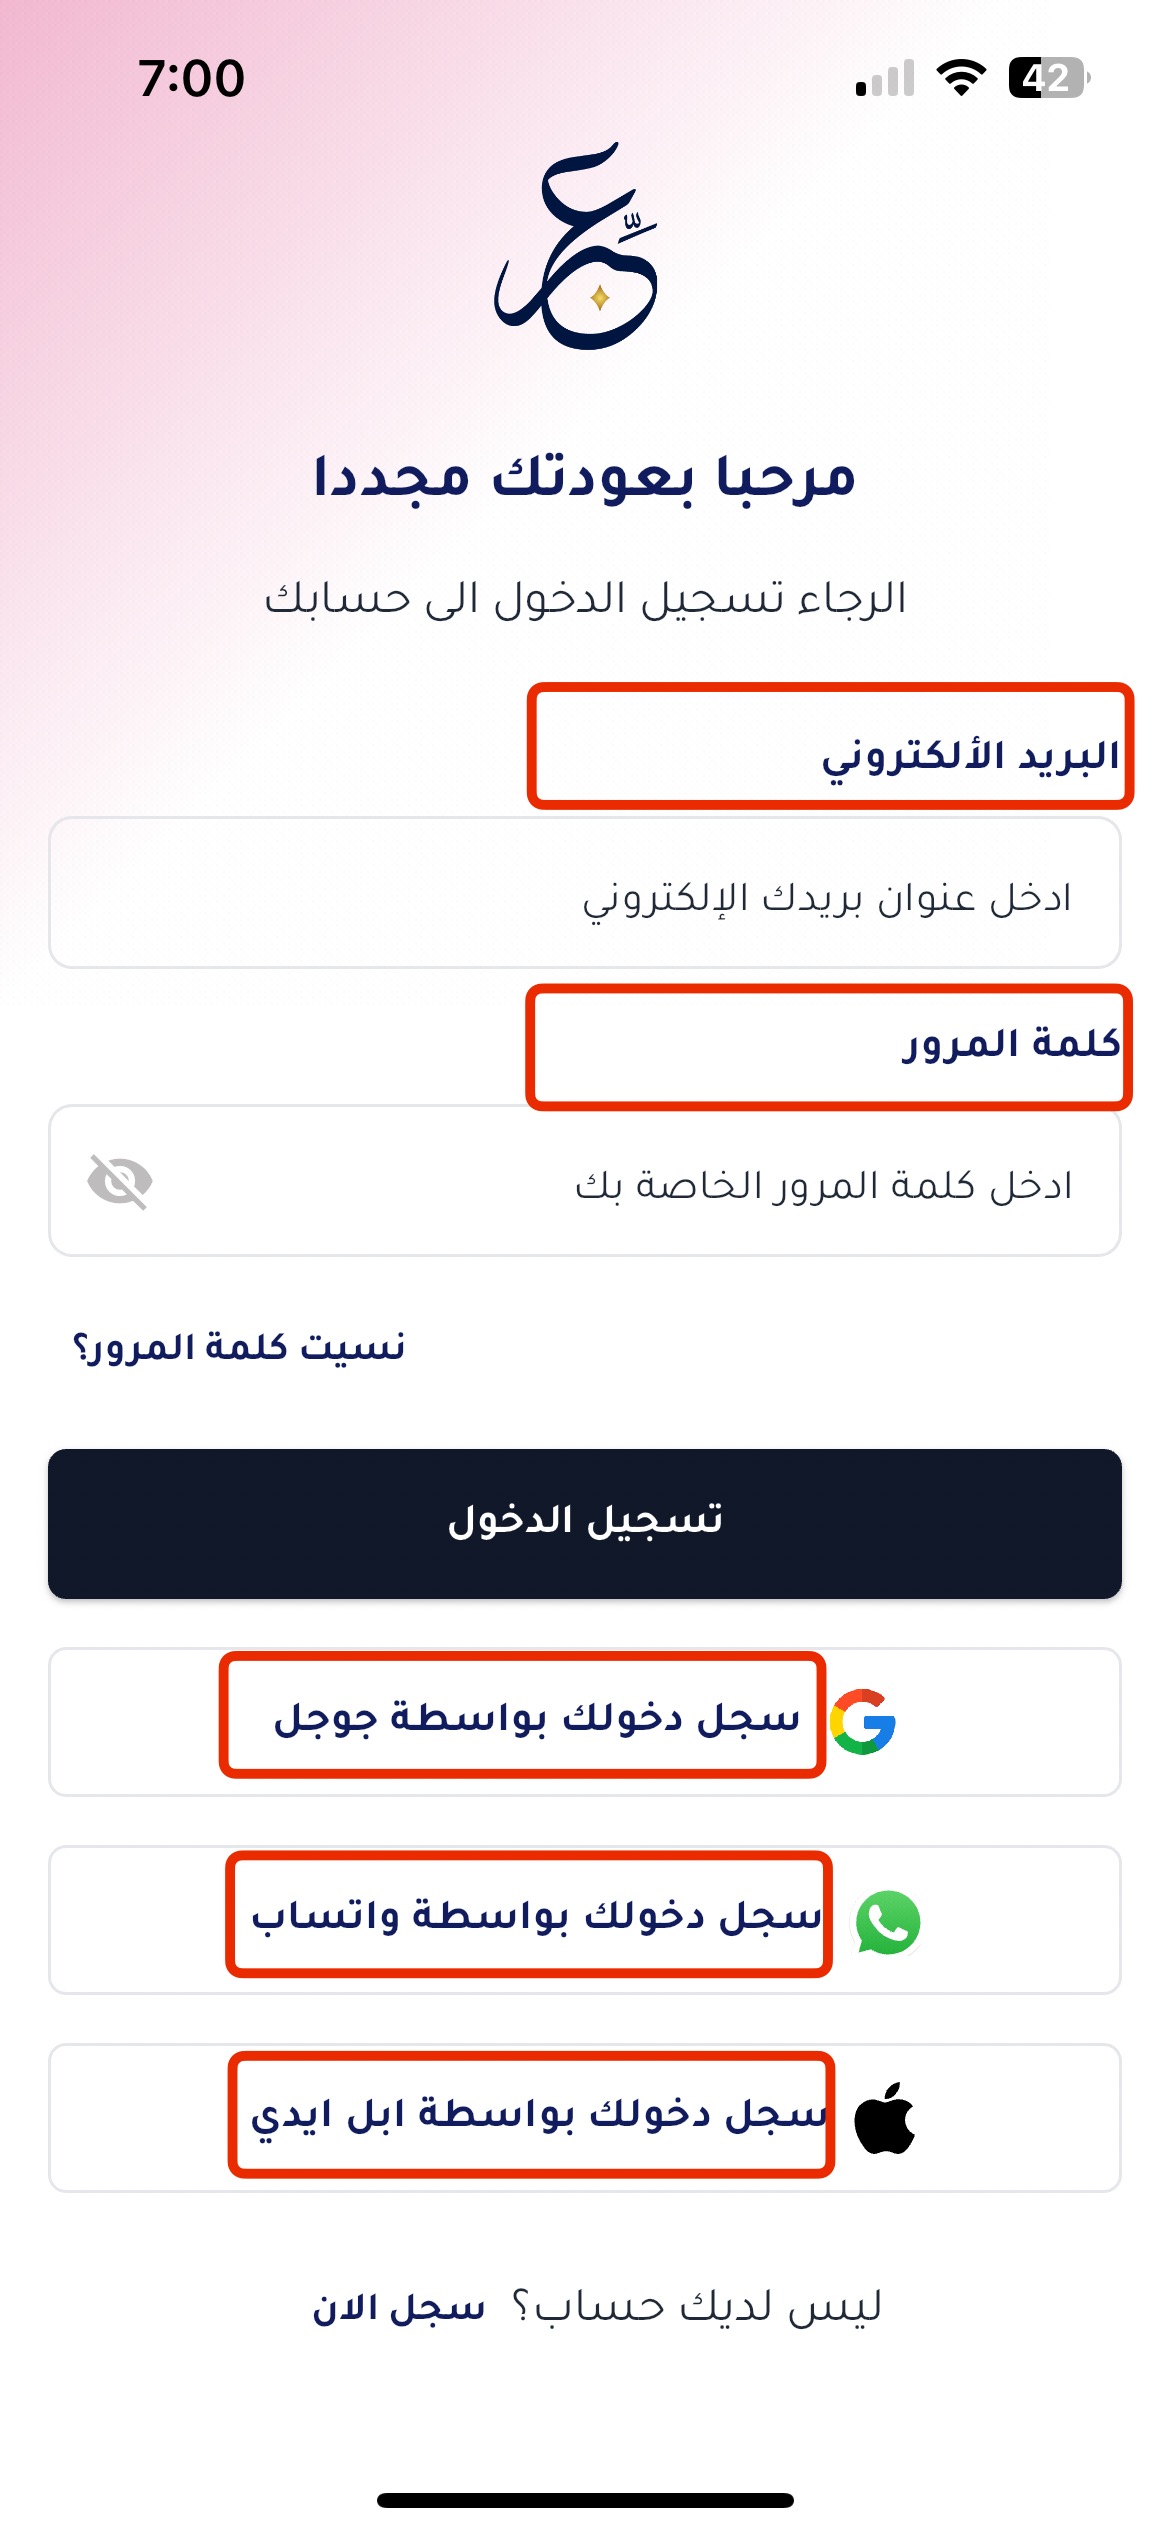 7:00
42
مرحبا بعودتك مجددا
الرجاء تسجيل الدخول الى حسابك
البريد الألكتروني
ادخل عنوان بريدك الإلكتروني
كلمة المرور
ادخل كلمة المرور الخاصة بك
نسيت كلمة المرور؟
تسجيل الدخول
سجل دخولك بواسطة جوجل
سجل دخولك بواسطة واتساب
سجل دخولك بواسطة ابل ايدي
ليس لديك حساب؟ سجل الان